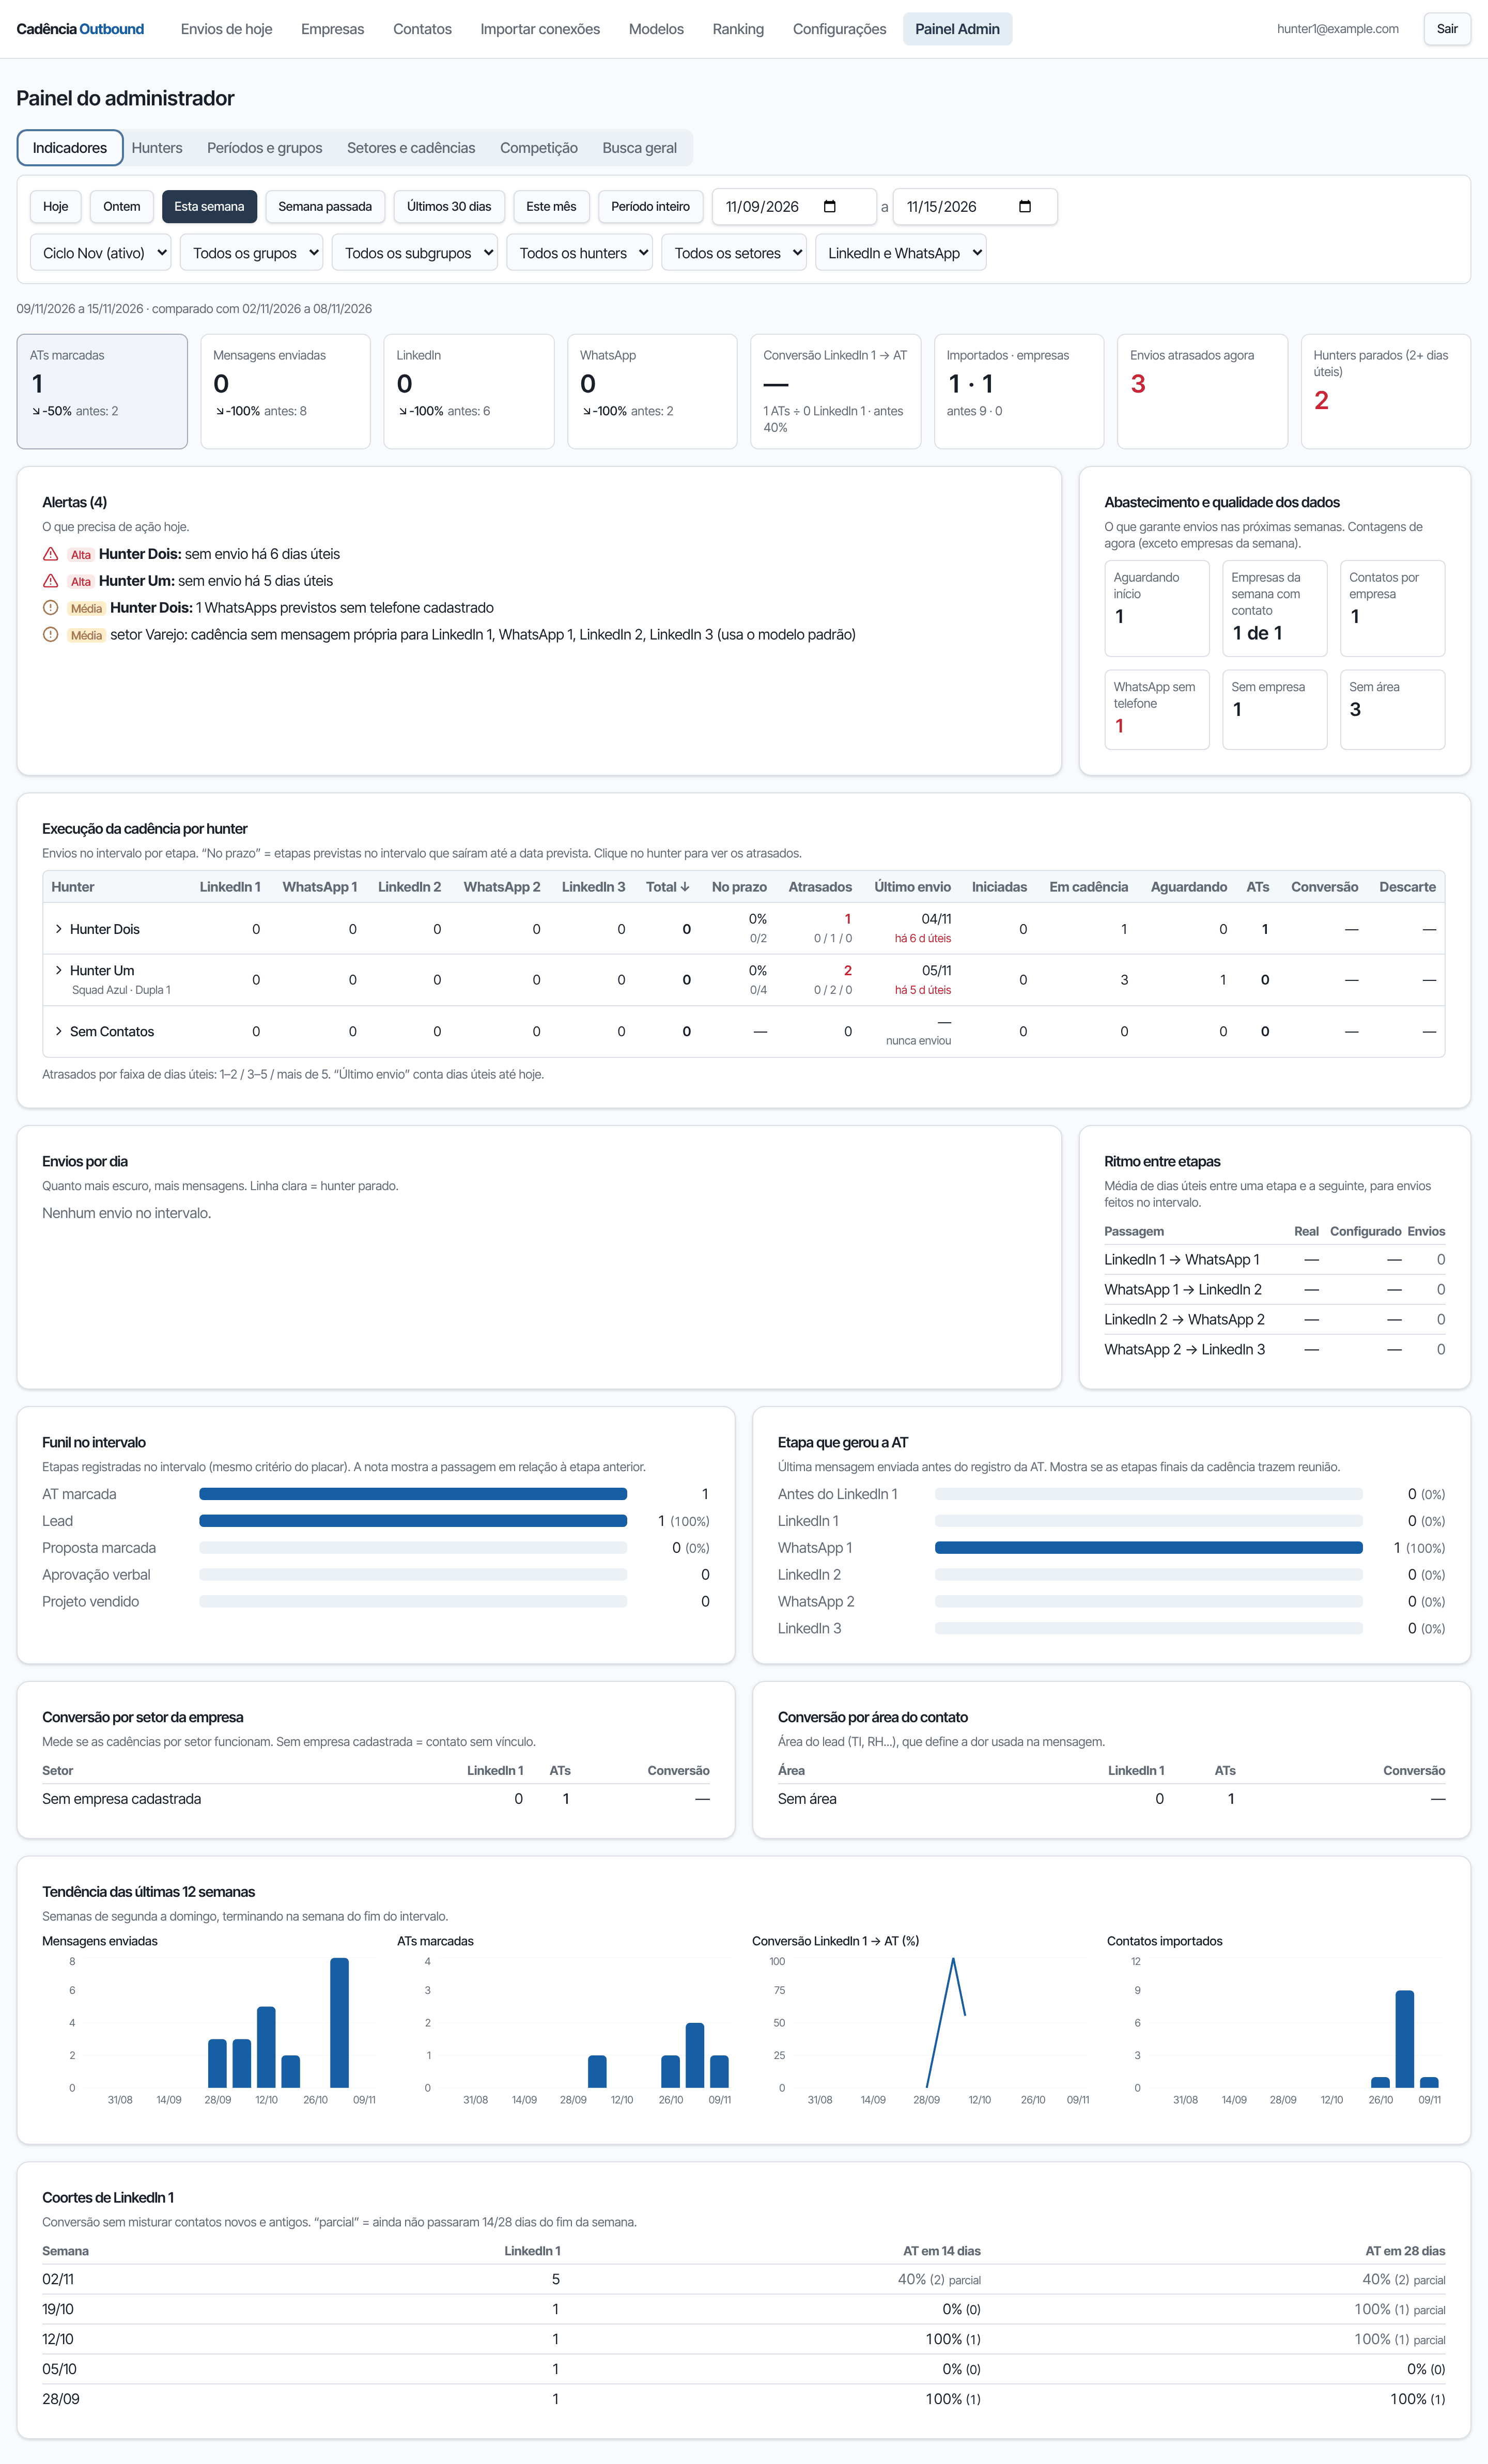 Cadência Outbound
Envios de hoje
Empresas
Contatos
Importar conexões
Modelos
Ranking
Configurações
Painel Admin
hunter1@example.com
Sair
Painel do administrador
Indicadores
Hunters
Períodos e grupos
Setores e cadências
Competição
Busca geral
Hoje
Ontem
Esta semana
Semana passada
Últimos 30 dias
Este mês
Período inteiro
11/09/2026
a
11/15/2026
Ciclo Nov (ativo)
Todos os grupos
Todos os subgrupos
Todos os hunters
Todos os setores
LinkedIn e WhatsApp
09/11/2026 a 15/11/2026 · comparado com 02/11/2026 a 08/11/2026
ATs marcadas
1
↘-50% antes: 2
Mensagens enviadas
0
↘-100% antes: 8
LinkedIn
0
↘-100% antes: 6
WhatsApp
0
↘-100% antes: 2
Conversão LinkedIn 1 → AT
—
1 ATs ÷ 0 LinkedIn 1 · antes
40%
Importados · empresas
1 · 1
antes 9 · 0
Envios atrasados agora
3
Hunters parados (2+ dias
úteis)
2
Alertas (4)
O que precisa de ação hoje.
Alta Hunter Dois: sem envio há 6 dias úteis
Alta Hunter Um: sem envio há 5 dias úteis
Média Hunter Dois: 1 WhatsApps previstos sem telefone cadastrado
Média setor Varejo: cadência sem mensagem própria para LinkedIn 1, WhatsApp 1, LinkedIn 2, LinkedIn 3 (usa o modelo padrão)
Abastecimento e qualidade dos dados
O que garante envios nas próximas semanas. Contagens de
agora (exceto empresas da semana).
Aguardando
início
1
Empresas da
semana com
contato
1 de 1
Contatos por
empresa
1
WhatsApp sem
telefone
1
Sem empresa
1
Sem área
3
Execução da cadência por hunter
Envios no intervalo por etapa. “No prazo” = etapas previstas no intervalo que saíram até a data prevista. Clique no hunter para ver os atrasados.
Hunter LinkedIn 1 WhatsApp 1 LinkedIn 2 WhatsApp 2 LinkedIn 3 Total ↓ No prazo Atrasados Último envio Iniciadas Em cadência Aguardando ATs Conversão Descarte
Hunter Dois 0 0 0 0 0 0 0% 1 04/11 0 1 0 1 — —
0/2 0 / 1 / 0 há 6 d úteis
Hunter Um 0 0 0 0 0 0 0% 2 05/11 0 3 1 0 — —
Squad Azul · Dupla 1 0/4 0 / 2 / 0 há 5 d úteis
Sem Contatos 0 0 0 0 0 0 — 0 — 0 0 0 0 — —
nunca enviou
Atrasados por faixa de dias úteis: 1–2 / 3–5 / mais de 5. “Último envio” conta dias úteis até hoje.
Envios por dia
Quanto mais escuro, mais mensagens. Linha clara = hunter parado.
Nenhum envio no intervalo.
Ritmo entre etapas
Média de dias úteis entre uma etapa e a seguinte, para envios
feitos no intervalo.
Passagem Real Configurado Envios
LinkedIn 1 → WhatsApp 1 — — 0
WhatsApp 1 → LinkedIn 2 — — 0
LinkedIn 2 → WhatsApp 2 — — 0
WhatsApp 2 → LinkedIn 3 — — 0
Funil no intervalo
Etapas registradas no intervalo (mesmo critério do placar). A nota mostra a passagem em relação à etapa anterior.
AT marcada 1
Lead 1 (100%)
Proposta marcada 0 (0%)
Aprovação verbal 0
Projeto vendido 0
Etapa que gerou a AT
Última mensagem enviada antes do registro da AT. Mostra se as etapas finais da cadência trazem reunião.
Antes do LinkedIn 1 0 (0%)
LinkedIn 1 0 (0%)
WhatsApp 1 1 (100%)
LinkedIn 2 0 (0%)
WhatsApp 2 0 (0%)
LinkedIn 3 0 (0%)
Conversão por setor da empresa
Mede se as cadências por setor funcionam. Sem empresa cadastrada = contato sem vínculo.
Setor LinkedIn 1 ATs Conversão
Sem empresa cadastrada 0 1 —
Conversão por área do contato
Área do lead (TI, RH...), que define a dor usada na mensagem.
Área LinkedIn 1 ATs Conversão
Sem área 0 1 —
Tendência das últimas 12 semanas
Semanas de segunda a domingo, terminando na semana do fim do intervalo.
Mensagens enviadas
8
6
4
2
0
31/08 14/09 28/09 12/10 26/10 09/11
ATs marcadas
4
3
2
1
0
31/08 14/09 28/09 12/10 26/10 09/11
Conversão LinkedIn 1 → AT (%)
100
75
50
25
0
31/08 14/09 28/09 12/10 26/10 09/11
Contatos importados
12
9
6
3
0
31/08 14/09 28/09 12/10 26/10 09/11
Coortes de LinkedIn 1
Conversão sem misturar contatos novos e antigos. “parcial” = ainda não passaram 14/28 dias do fim da semana.
Semana LinkedIn 1 AT em 14 dias AT em 28 dias
02/11 5 40% (2) parcial 40% (2) parcial
19/10 1 0% (0) 100% (1) parcial
12/10 1 100% (1) 100% (1) parcial
05/10 1 0% (0) 0% (0)
28/09 1 100% (1) 100% (1)